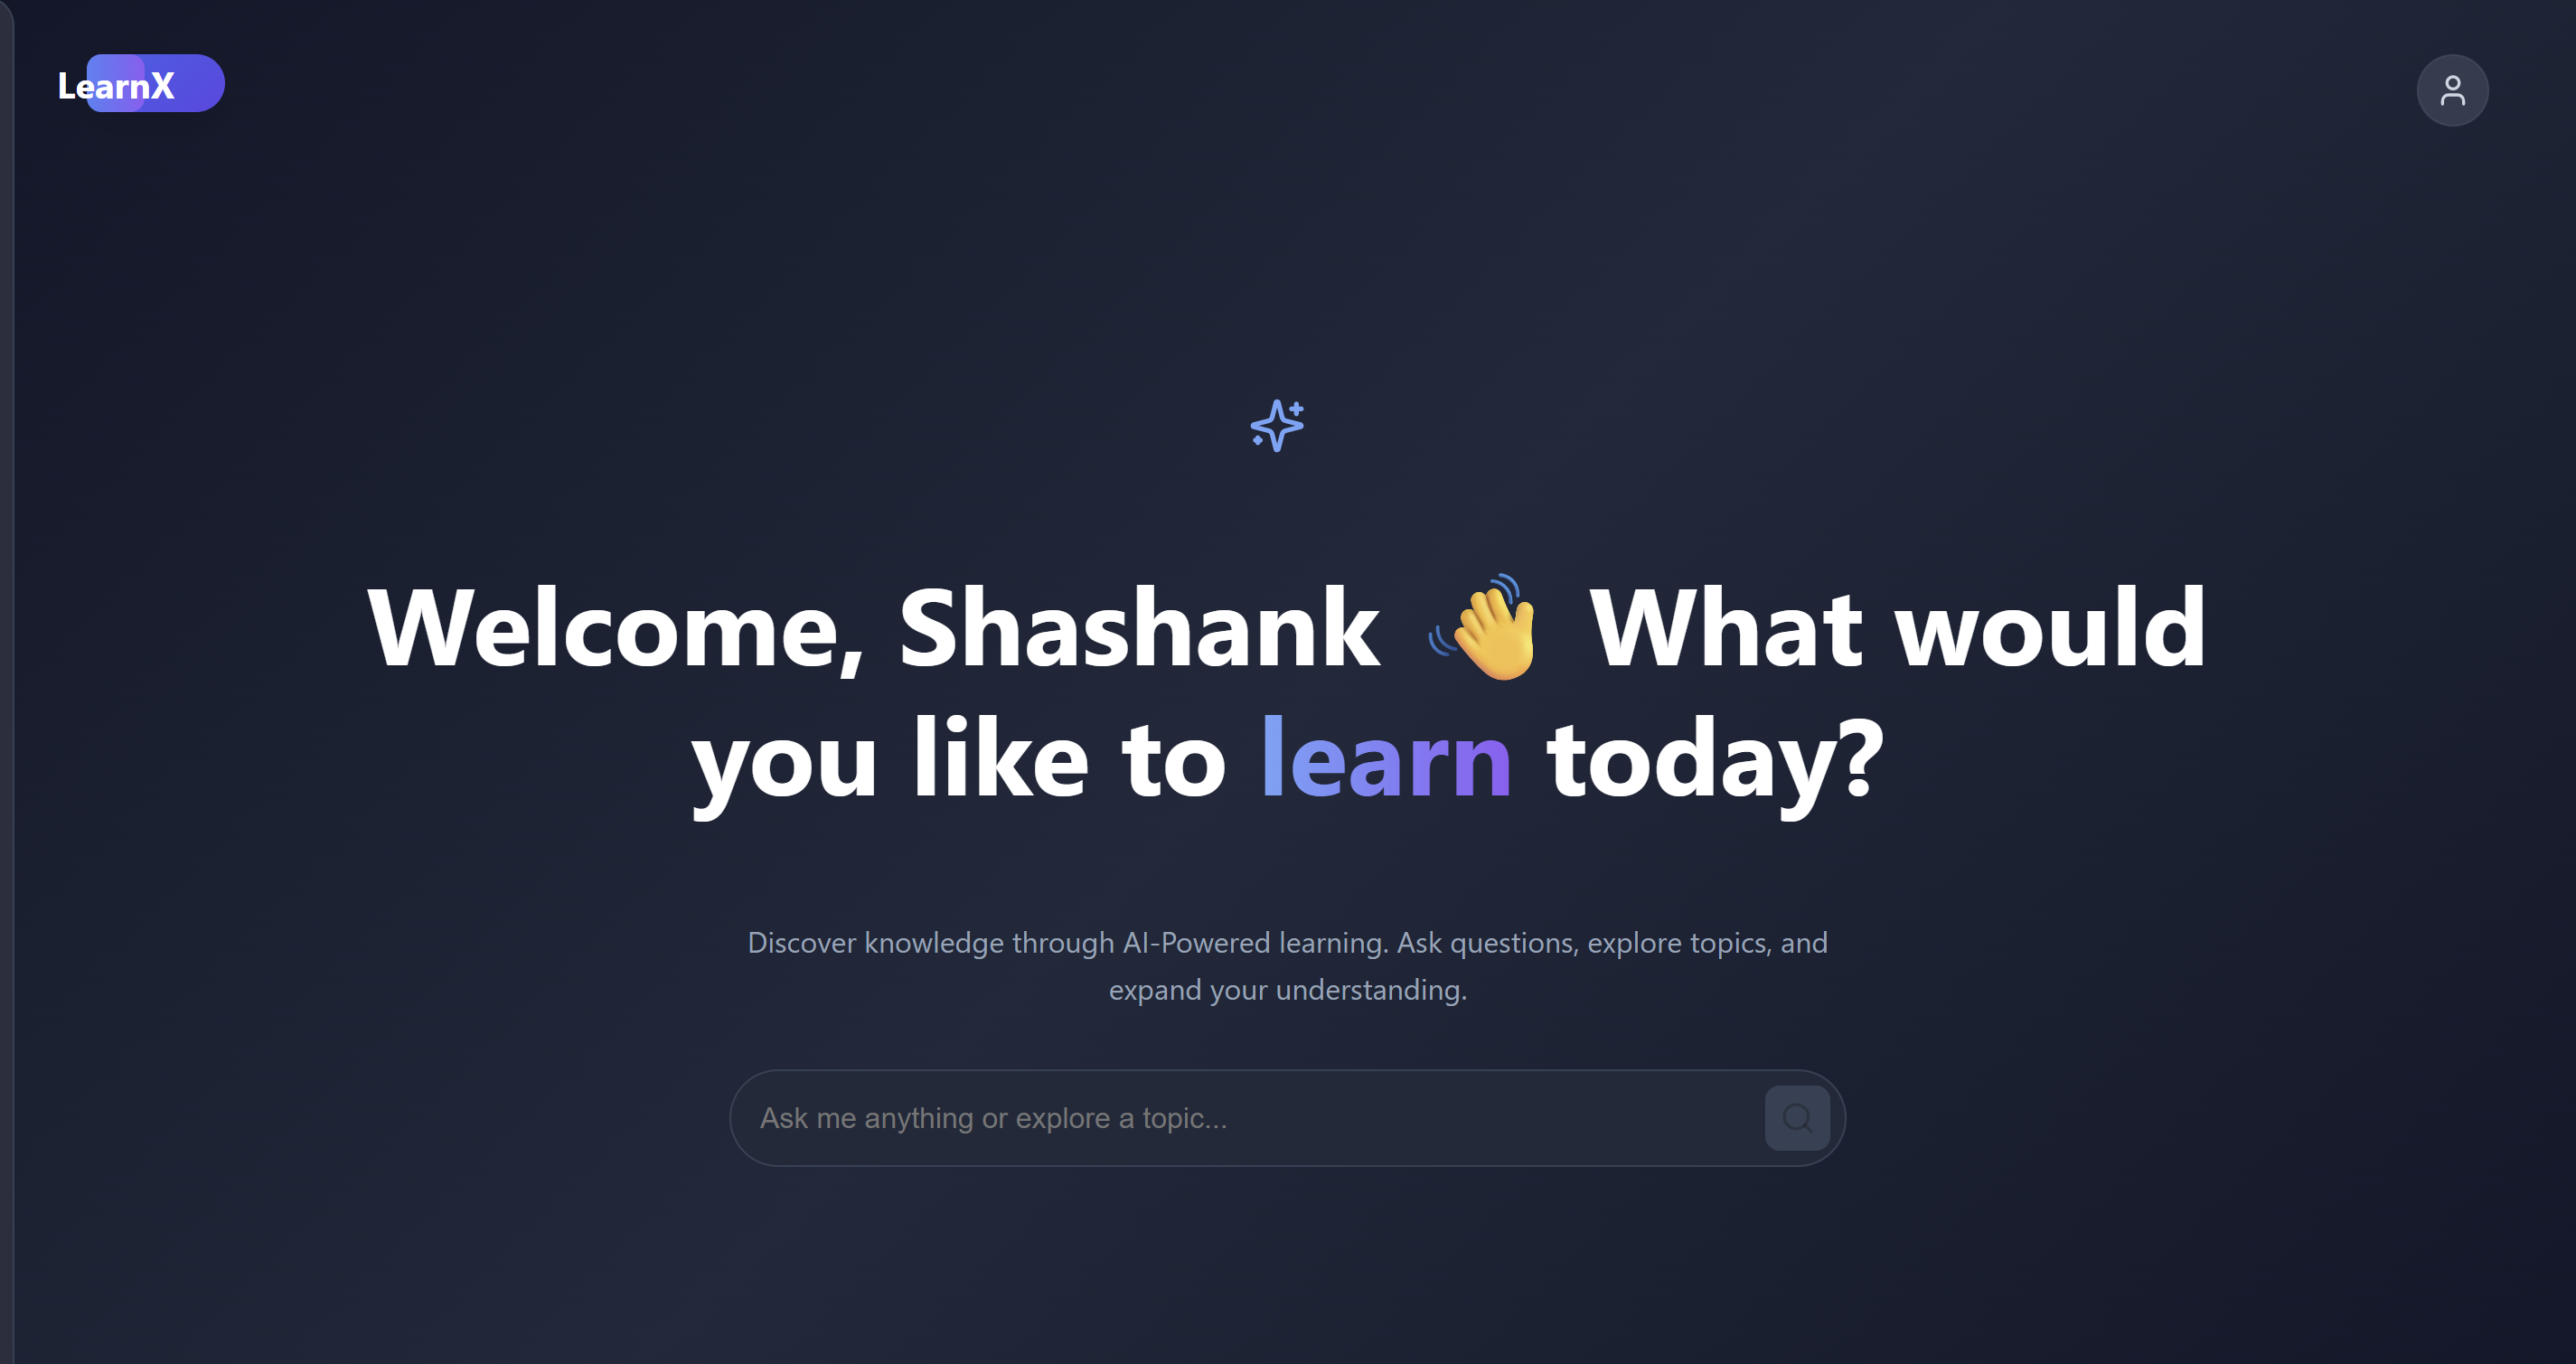 LearnX
Welcome, Shashank 👋 What would
you like to learn today?
Discover knowledge through AI-Powered learning. Ask questions, explore topics, and
expand your understanding.
Ask me anything or explore a topic...